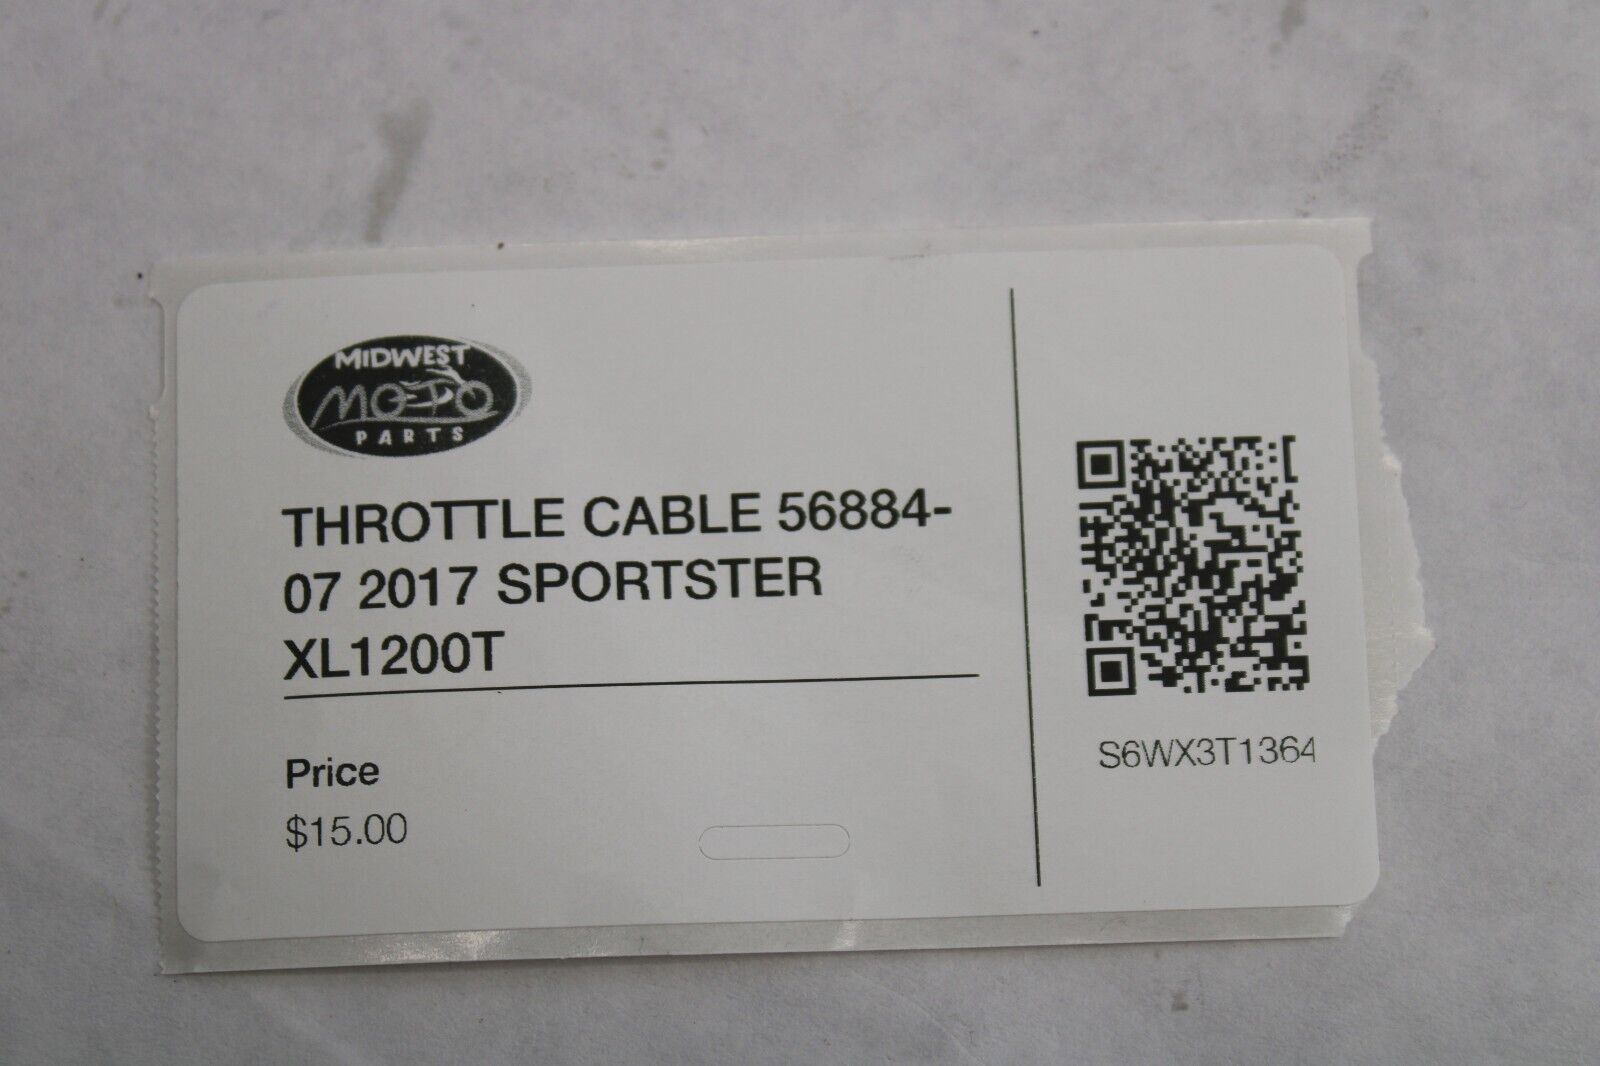 MIDWEST
MOTO
PARTS
THROTTLE CABLE 56884-
07 2017 SPORTSTER
XL1200T
Price
$15.00
S6WX3T1364